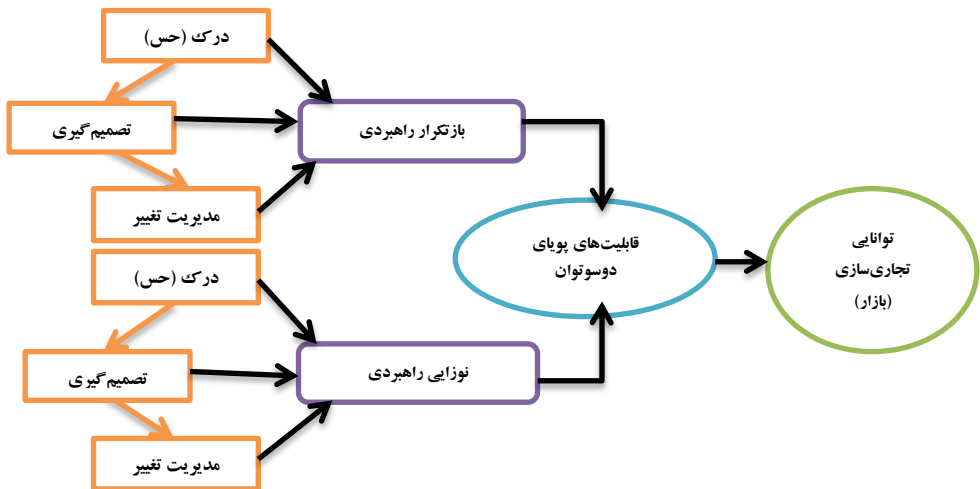 درک (حس)
تصمیم‌گیری
مدیریت تغییر
بازتکرار راهبردی
درک (حس)
تصمیم‌گیری
مدیریت تغییر
نوزایی راهبردی
قابلیت‌های پویای
دوسوتوان
توانایی
تجاری‌سازی
(بازار)